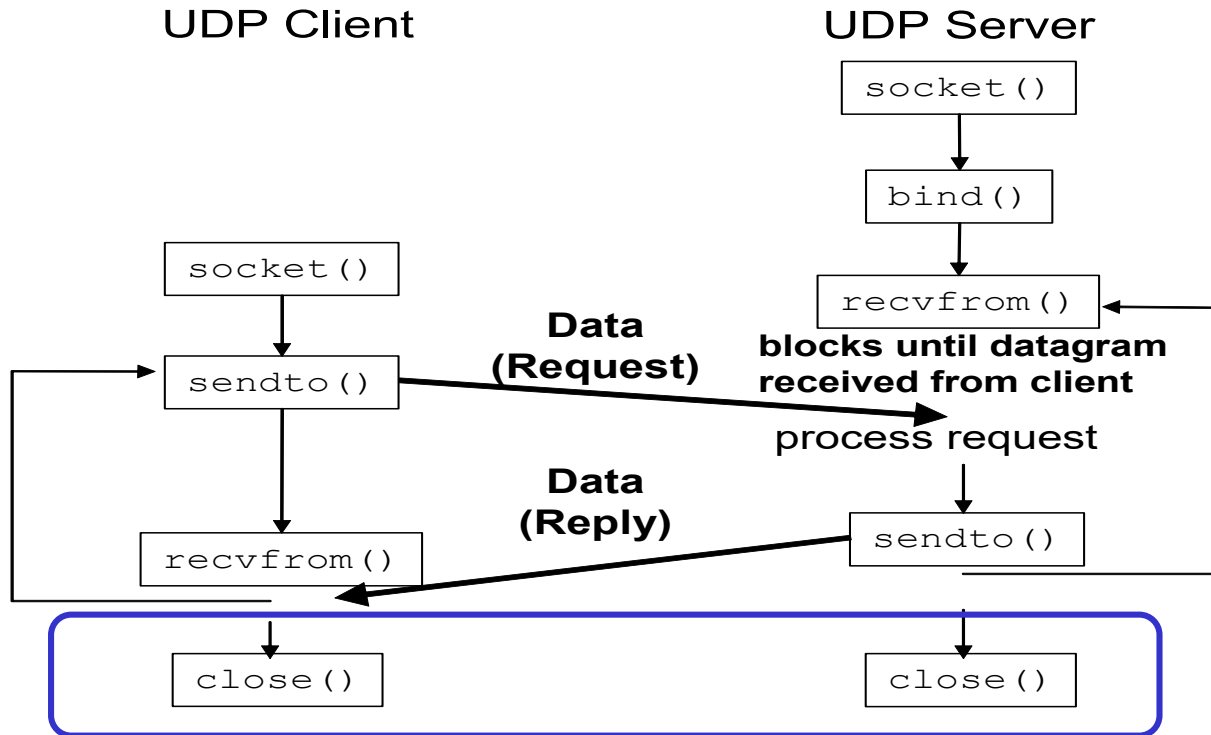 UDP Client
UDP Server
socket()
bind()
socket()
recvfrom()
Data
(Request)
blocks until datagram
received from client
sendto()
process request
Data
(Reply)
sendto()
recvfrom()
close()
close()